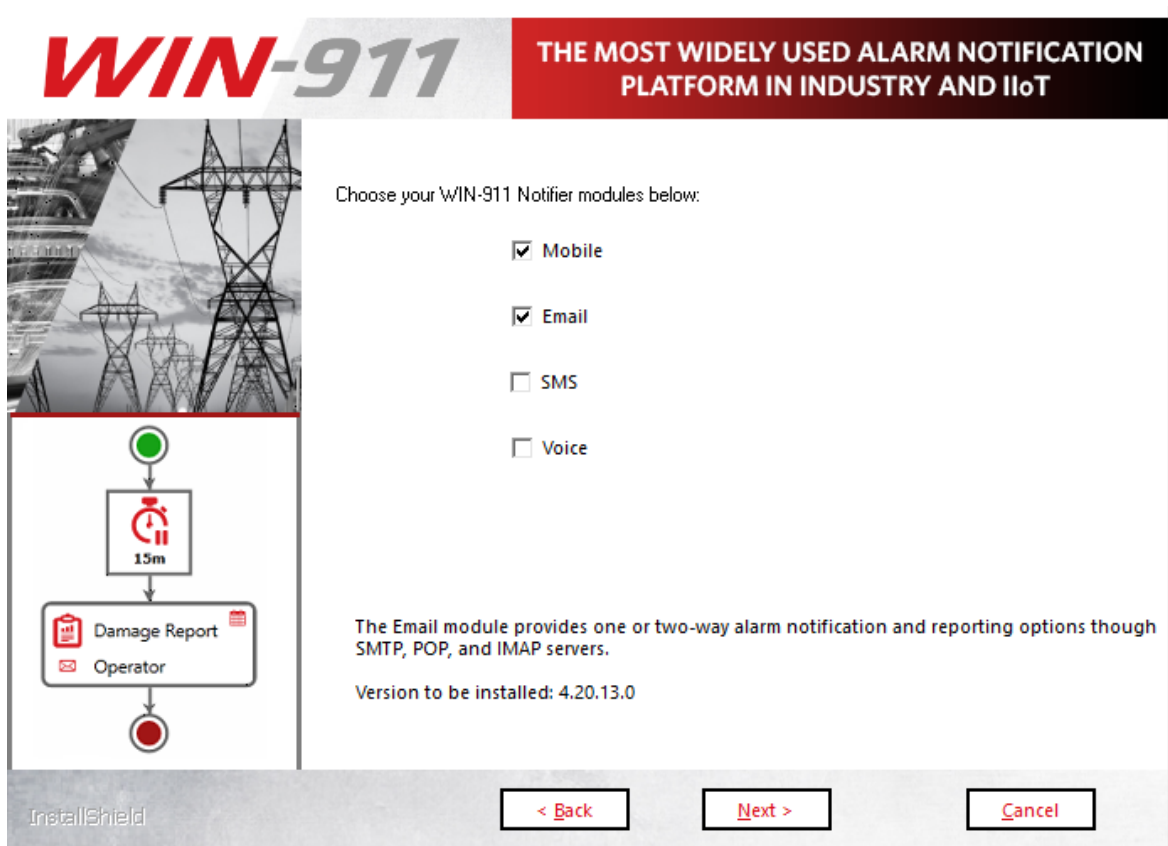 WIN-911
THE MOST WIDELY USED ALARM NOTIFICATION
PLATFORM IN INDUSTRY AND IIoT
Choose your WIN-911 Notifier modules below:
Mobile
Email
SMS
Voice
15m
Damage Report
Operator
The Email module provides one or two-way alarm notification and reporting options though
SMTP, POP, and IMAP servers.
Version to be installed: 4.20.13.0
InstallShield
< Back
Next >
Cancel